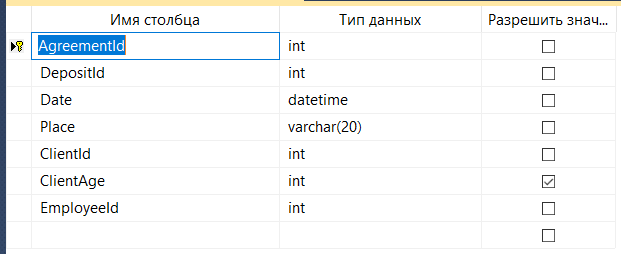 Имя столбца Тип данных Разрешить знач...
AgreementId int
DepositId int
Date datetime
Place varchar(20)
ClientId int
ClientAge int
EmployeeId int